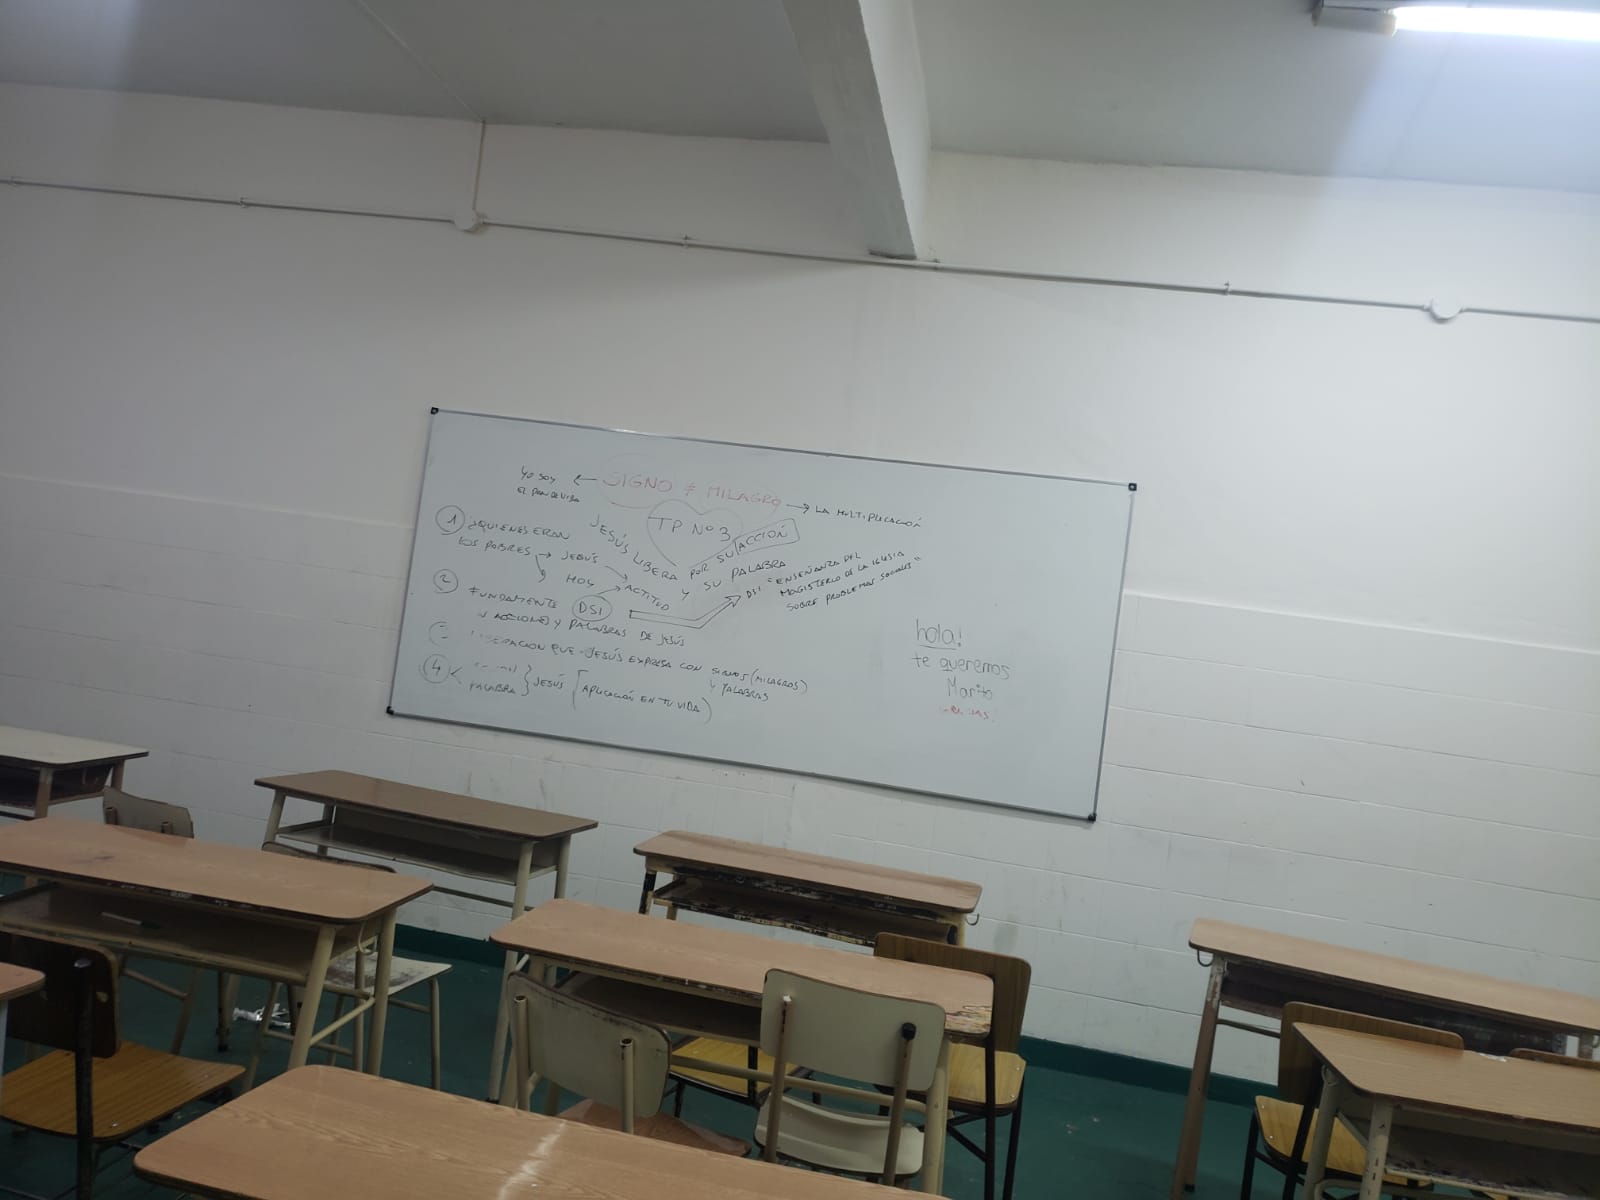 YO SOY ← SIGNO ≠ MILAGRO → LA MULTIPLICACIÓN
EL PAN DE VIDA
TP Nº 3
JESÚS LIBERA POR SU ACCIÓN
Y SU PALABRA
1 ¿QUIENES ERAN
LOS POBRES → JESÚS →
HOY → ACTITUD
DSI "ENSEÑANZA DEL
MAGISTERIO DE LA IGLESIA
SOBRE PROBLEMAS SOCIALES"
2 FUNDAMENTE DSI
ACCIONES Y PALABRAS DE JESÚS
LIBERACION QUE JESÚS EXPRESA CON SIGNOS (MILAGROS)
Y PALABRAS
4
PALABRA } JESÚS [APLICACIÓN EN TU VIDA)
hola!
te queremos
Marito